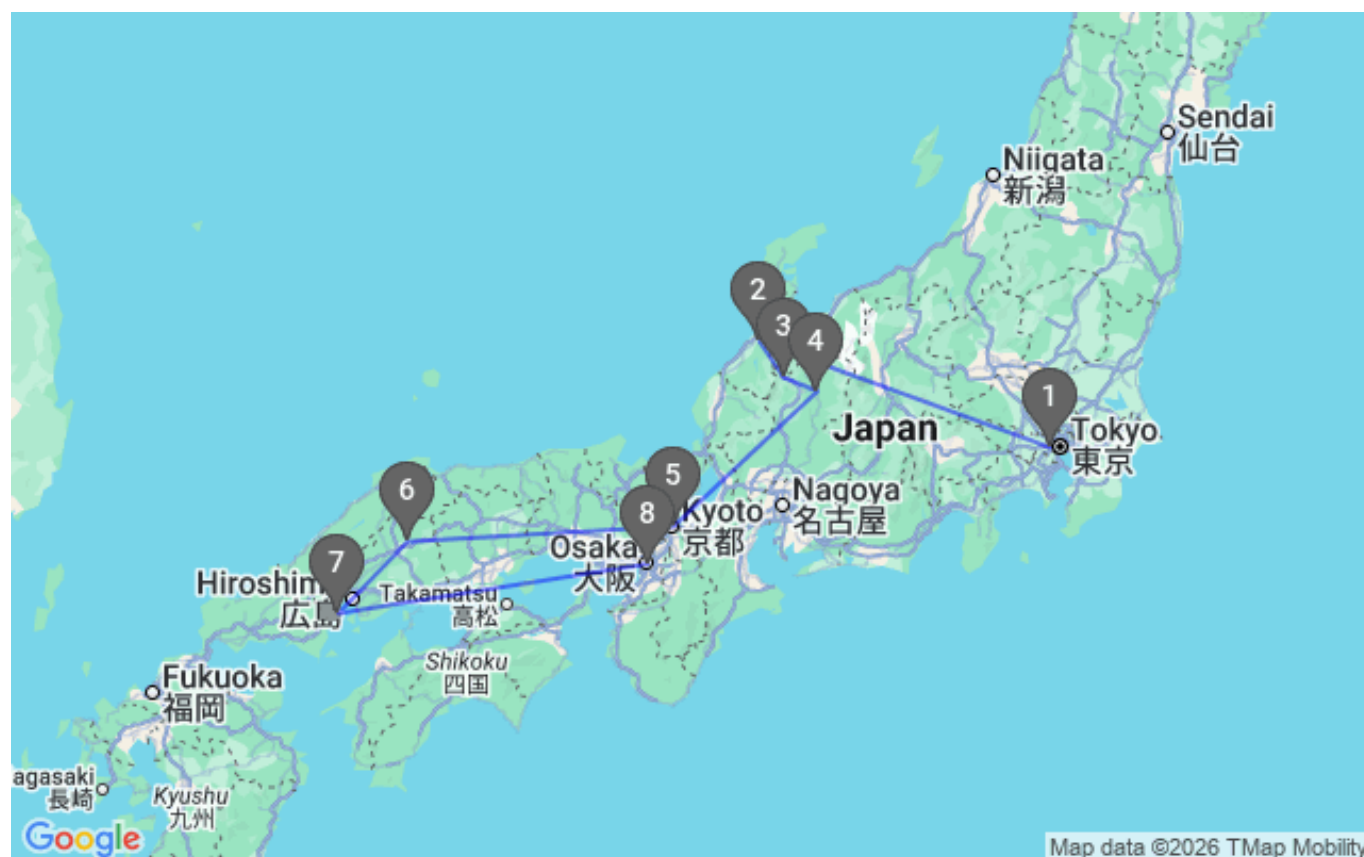 Sendai
仙台
Niigata
新潟
2
3
4
1
Japan
Tokyo
東京
5
6
Nagoya
名古屋
8
Kyoto
京都
Osaka
大阪
7
Hiroshim
広島
Takamatsu
高松
Shikoku
四国
Fukuoka
福岡
agasaki
長崎
Kyushu
九州
Google
Map data ©2026 TMap Mobility